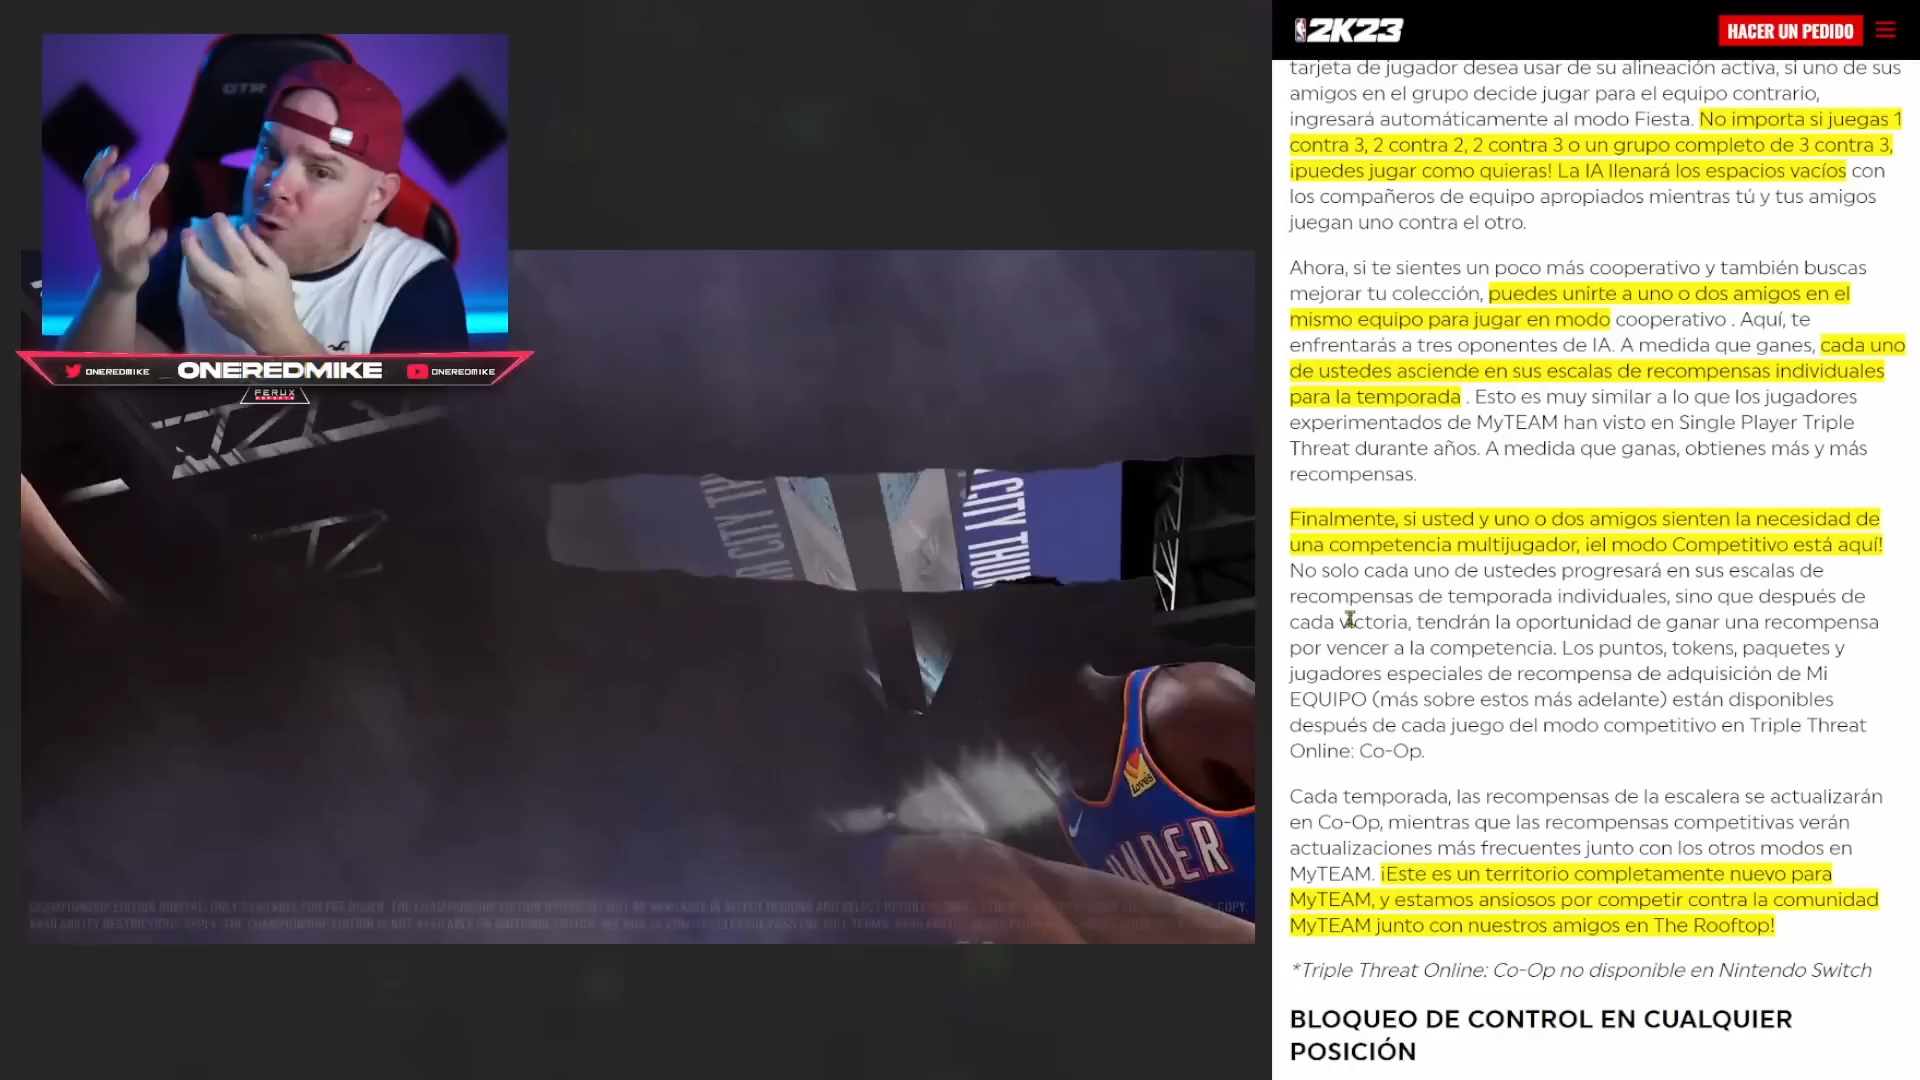 GTR
ONEREDMIKE
ONEREDMIKE
ONEREDMIKE
FERUX
CITY TH
CITY THUN
Loves
UNDER
2K23
HACER UN PEDIDO
tarjeta de jugador desea usar de su alineación activa, si uno de sus
amigos en el grupo decide jugar para el equipo contrario,
ingresará automáticamente al modo Fiesta. No importa si juegas 1
contra 3, 2 contra 2, 2 contra 3 o un grupo completo de 3 contra 3,
¡puedes jugar como quieras! La IA llenará los espacios vacíos con
los compañeros de equipo apropiados mientras tú y tus amigos
juegan uno contra el otro.
Ahora, si te sientes un poco más cooperativo y también buscas
mejorar tu colección, puedes unirte a uno o dos amigos en el
mismo equipo para jugar en modo cooperativo . Aquí, te
enfrentarás a tres oponentes de IA. A medida que ganes, cada uno
de ustedes asciende en sus escalas de recompensas individuales
para la temporada . Esto es muy similar a lo que los jugadores
experimentados de MyTEAM han visto en Single Player Triple
Threat durante años. A medida que ganas, obtienes más y más
recompensas.
Finalmente, si usted y uno o dos amigos sienten la necesidad de
una competencia multijugador, ¡el modo Competitivo está aquí!
No solo cada uno de ustedes progresará en sus escalas de
recompensas de temporada individuales, sino que después de
cada victoria, tendrán la oportunidad de ganar una recompensa
por vencer a la competencia. Los puntos, tokens, paquetes y
jugadores especiales de recompensa de adquisición de Mi
EQUIPO (más sobre estos más adelante) están disponibles
después de cada juego del modo competitivo en Triple Threat
Online: Co-Op.
Cada temporada, las recompensas de la escalera se actualizarán
en Co-Op, mientras que las recompensas competitivas verán
actualizaciones más frecuentes junto con los otros modos en
MyTEAM. ¡Este es un territorio completamente nuevo para
MyTEAM, y estamos ansiosos por competir contra la comunidad
MyTEAM junto con nuestros amigos en The Rooftop!
*Triple Threat Online: Co-Op no disponible en Nintendo Switch
BLOQUEO DE CONTROL EN CUALQUIER
POSICIÓN